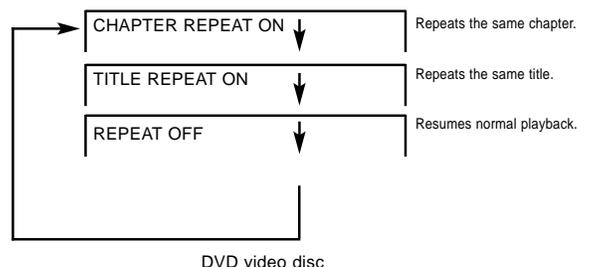 CHAPTER REPEAT ON
Repeats the same chapter.
TITLE REPEAT ON
Repeats the same title.
REPEAT OFF
Resumes normal playback.
DVD video disc